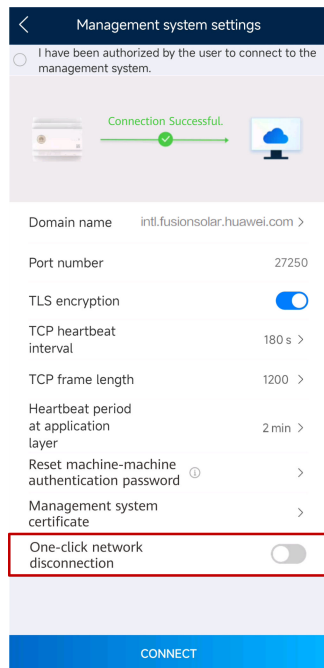 Management system settings
I have been authorized by the user to connect to the
management system.
Connection Successful.
Domain name intl.fusionsolar.huawei.com >
Port number 27250
TLS encryption
TCP heartbeat
interval
180 s >
TCP frame length 1200 >
Heartbeat period
at application
layer
2 min >
Reset machine-machine
authentication password
Management system
certificate
One-click network
disconnection
CONNECT